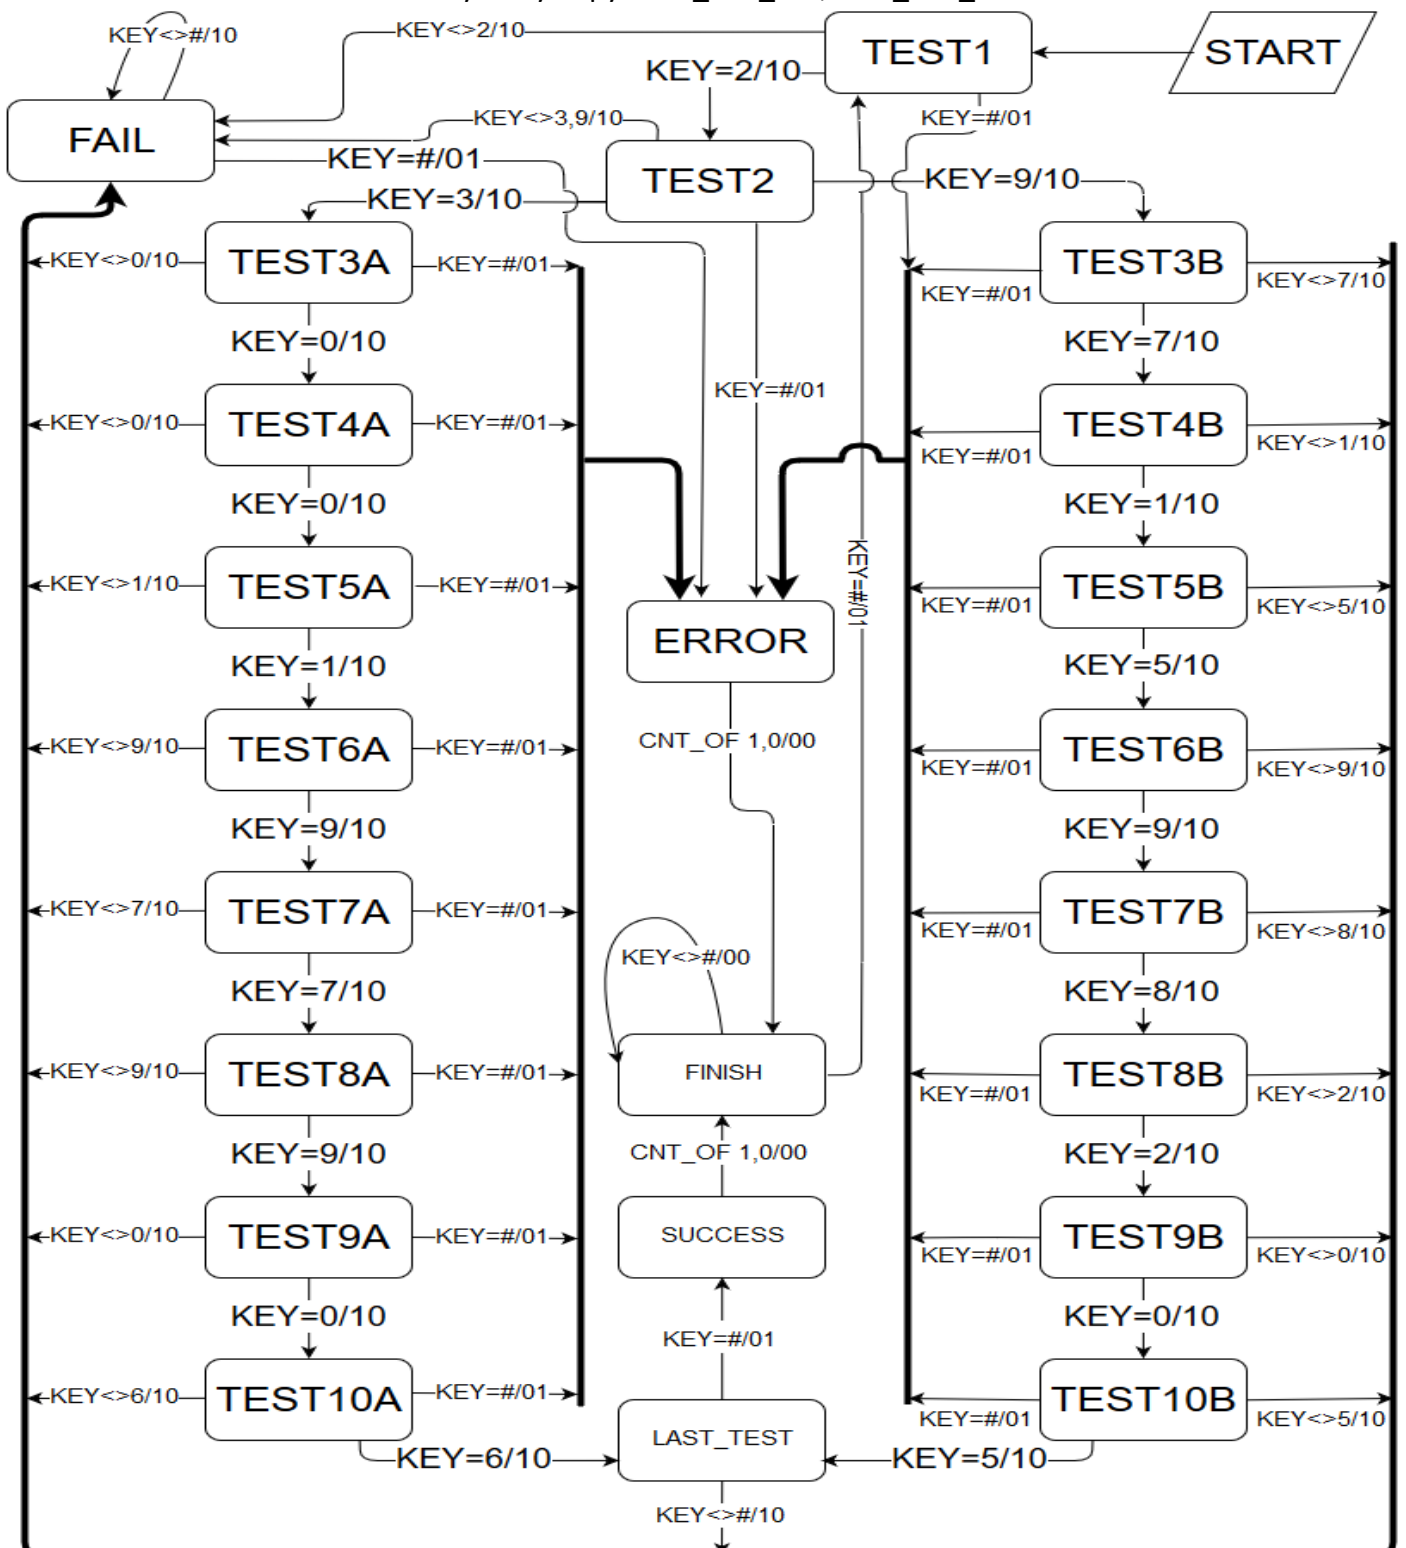 KEY<>#/10
KEY<>2/10
TEST1
START
KEY=2/10
FAIL
KEY<>3,9/10
KEY=#/01
KEY=#/01
TEST2
KEY=9/10
KEY=3/10
KEY<>0/10
TEST3A
KEY=#/01
KEY=#/01
TEST3B
KEY<>7/10
KEY=0/10
KEY=7/10
KEY=#/01
KEY<>0/10
TEST4A
KEY=#/01
KEY=#/01
TEST4B
KEY<>1/10
KEY=0/10
KEY=1/10
KEY=#/01
KEY<>1/10
TEST5A
KEY=#/01
KEY=#/01
TEST5B
KEY<>5/10
ERROR
KEY=1/10
KEY=5/10
KEY<>9/10
TEST6A
KEY=#/01
CNT_OF 1,0/00
KEY=#/01
TEST6B
KEY<>9/10
KEY=9/10
KEY=9/10
KEY<>7/10
TEST7A
KEY=#/01
KEY=#/01
TEST7B
KEY<>8/10
KEY<>#/00
KEY=7/10
KEY=8/10
KEY<>9/10
TEST8A
KEY=#/01
FINISH
KEY=#/01
TEST8B
KEY<>2/10
KEY=9/10
CNT_OF 1,0/00
KEY=2/10
KEY<>0/10
TEST9A
KEY=#/01
SUCCESS
KEY=#/01
TEST9B
KEY<>0/10
KEY=0/10
KEY=#/01
KEY=0/10
KEY<>6/10
TEST10A
KEY=#/01
KEY=#/01
TEST10B
KEY<>5/10
LAST_TEST
KEY=6/10
KEY=5/10
KEY<>#/10